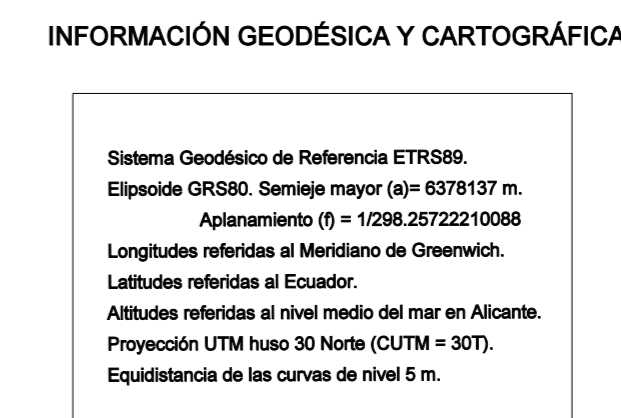 INFORMACIÓN GEODÉSICA Y CARTOGRÁFICA
Sistema Geodésico de Referencia ETRS89.
Elipsoide GRS80. Semieje mayor (a)= 6378137 m.
Aplanamiento (f) = 1/298.25722210088
Longitudes referidas al Meridiano de Greenwich.
Latitudes referidas al Ecuador.
Altitudes referidas al nivel medio del mar en Alicante.
Proyección UTM huso 30 Norte (CUTM = 30T).
Equidistancia de las curvas de nivel 5 m.